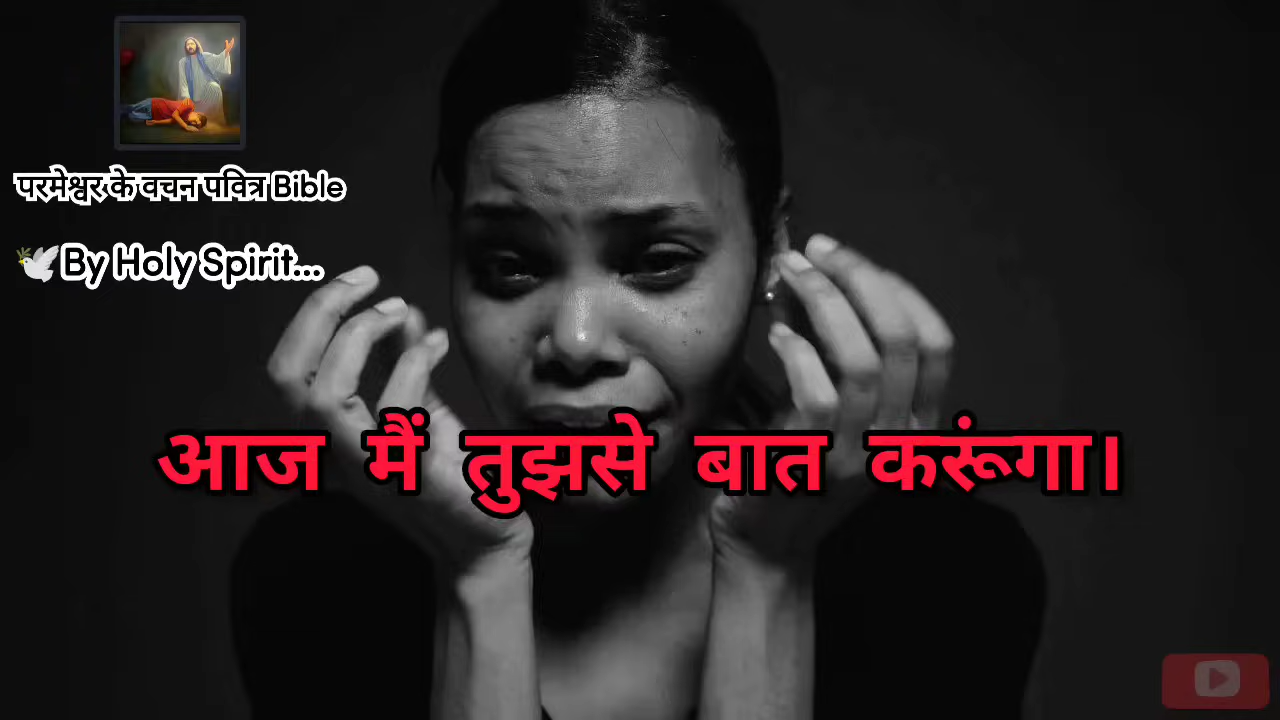 परमेश्वर के वचन पवित्र Bible
🕊️By Holy Spirit...
आज मैं तुझसे बात करूंगा।